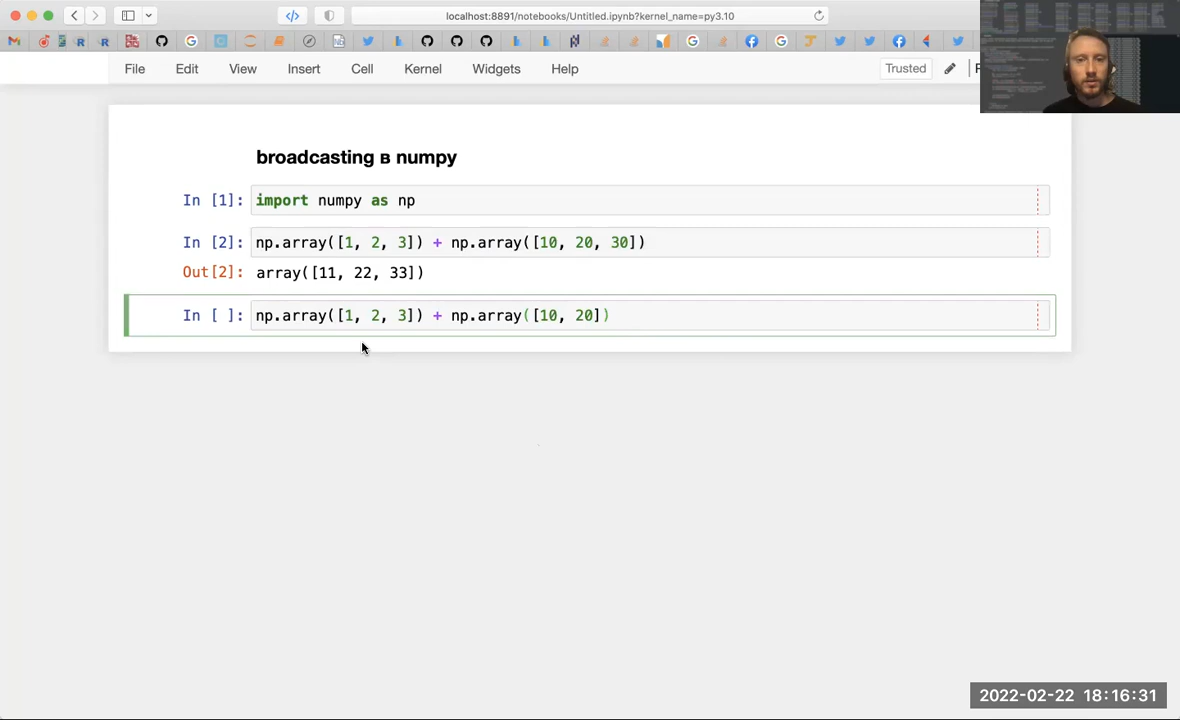 localhost:8891/notebooks/Untitled.ipynb?kernel_name=py3.10
File Edit View Insert Cell Kernel Widgets Help Trusted
broadcasting в numpy
In [1]: import numpy as np
In [2]: np.array([1, 2, 3]) + np.array([10, 20, 30])
Out[2]: array([11, 22, 33])
In [ ]: np.array([1, 2, 3]) + np.array([10, 20])
2022-02-22 18:16:31